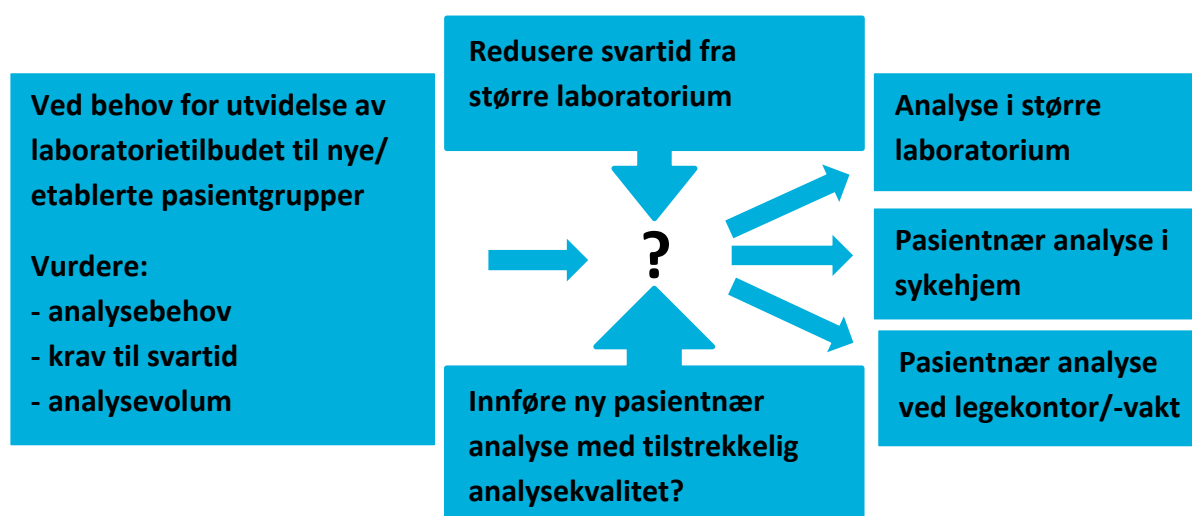 Ved behov for utvidelse av
laboratorietilbudet til nye/
etablerte pasientgrupper
Vurdere:
- analysebehov
- krav til svartid
- analysevolum
Redusere svartid fra
større laboratorium
?
Innføre ny pasientnær
analyse med tilstrekkelig
analysekvalitet?
Analyse i større
laboratorium
Pasientnær analyse i
sykehjem
Pasientnær analyse
ved legekontor/-vakt